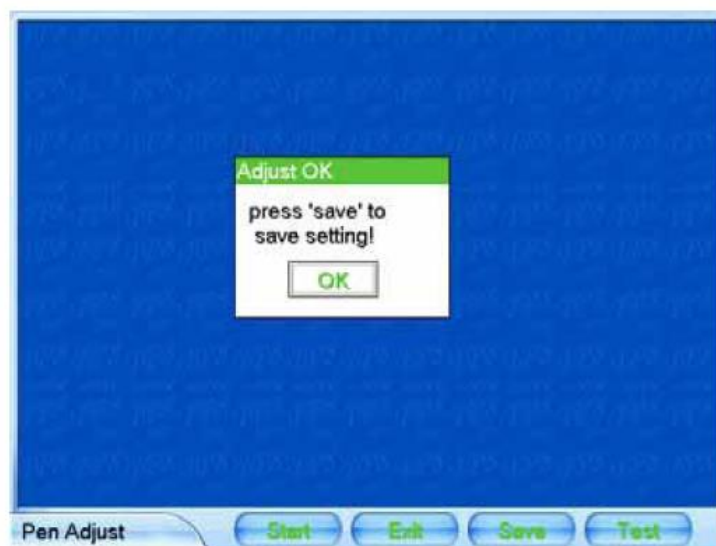 Adjust OK
press 'save' to
save setting!
OK
Pen Adjust
Start
Exit
Save
Test